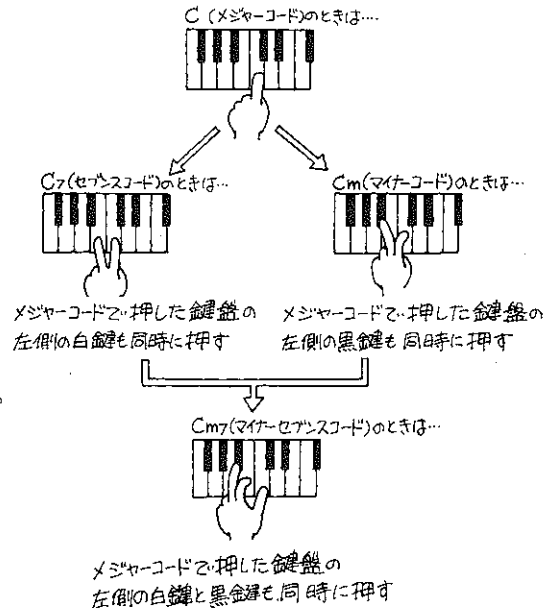 C (メジャーコード)のときは‥‥
C7(セブンスコード)のときは…
Cm(マイナーコード)のときは…
メジャーコードで押した鍵盤の
左側の白鍵も同時に押す
メジャーコードで押した鍵盤の
左側の黒鍵も同時に押す
Cm7(マイナーセブンスコード)のときは…
メジャーコードで押した鍵盤の
左側の白鍵と黒鍵も同時に押す